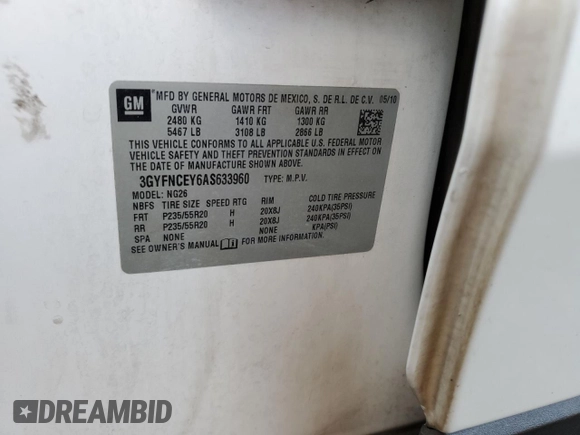 GM
MFD BY GENERAL MOTORS DE MEXICO, S. DE R.L. DE C.V. 05/10
GVWR GAWR FRT GAWR RR
2480 KG 1410 KG 1300 KG
5467 LB 3108 LB 2866 LB
THIS VEHICLE CONFORMS TO ALL APPLICABLE U.S. FEDERAL MOTOR
VEHICLE SAFETY, BUMPER, AND THEFT PREVENTION STANDARDS IN EFFECT ON
THE DATE OF MANUFACTURE SHOWN ABOVE.
3GYFNCEY6AS633960 TYPE: M.P.V.
MODEL: NG26
NBFS TIRE SIZE SPEED RTG RIM COLD TIRE PRESSURE
FRT P235/55R20 H 20X8J 240KPA(35PSI)
RR P235/55R20 H 20X8J 240KPA(35PSI)
SPA NONE NONE KPA(PSI)
SEE OWNER'S MANUAL FOR MORE INFORMATION.
DREAMBID